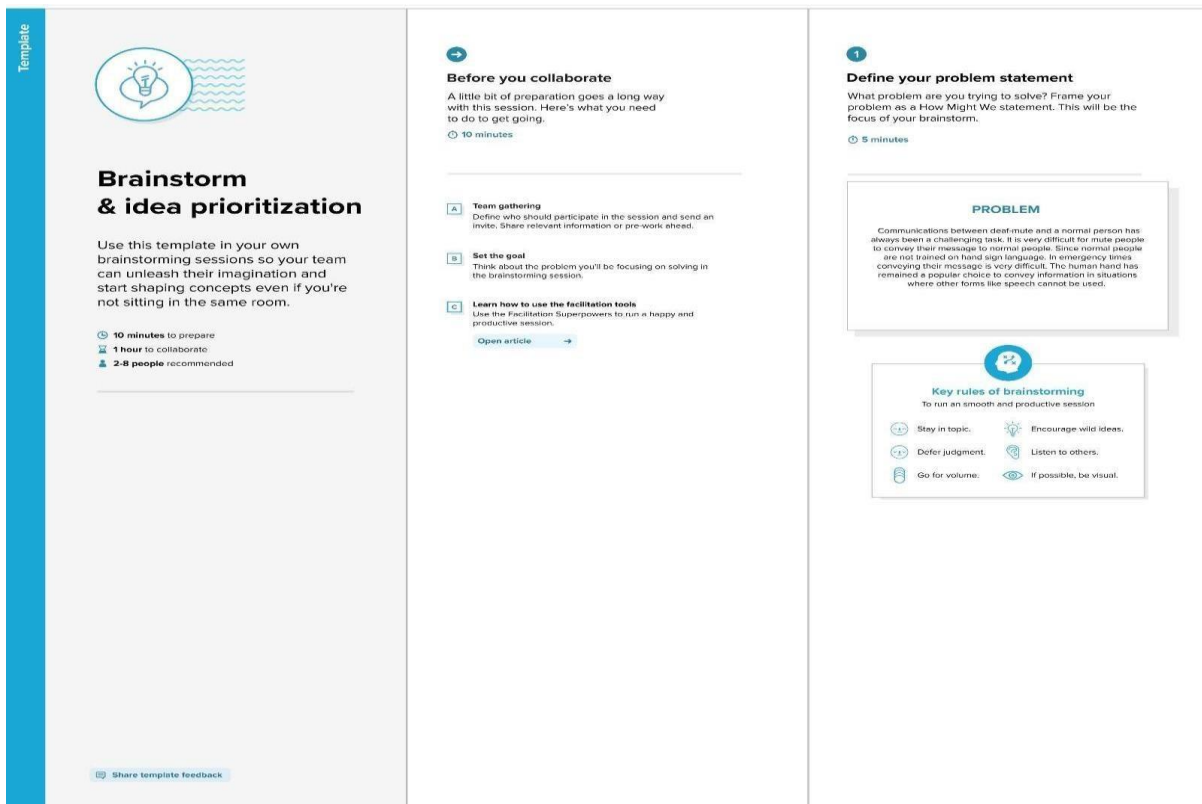 Template
Brainstorm
& idea prioritization
Use this template in your own
brainstorming sessions so your team
can unleash their imagination and
start shaping concepts even if you're
not sitting in the same room.
10 minutes to prepare
1 hour to collaborate
2-8 people recommended
Share template feedback
Before you collaborate
A little bit of preparation goes a long way
with this session. Here's what you need
to do to get going.
10 minutes
A
Team gathering
Define who should participate in the session and send an
invite. Share relevant information or pre-work ahead.
B
Set the goal
Think about the problem you'll be focusing on solving in
the brainstorming session.
C
Learn how to use the facilitation tools
Use the Facilitation Superpowers to run a happy and
productive session.
Open article
1
Define your problem statement
What problem are you trying to solve? Frame your
problem as a How Might We statement. This will be the
focus of your brainstorm.
5 minutes
PROBLEM
Communications between deaf-mute and a normal person has
always been a challenging task. It is very difficult for mute people
to convey their message to normal people. Since normal people
are not trained on hand sign language. In emergency times
conveying their message is very difficult. The human hand has
remained a popular choice to convey information in situations
where other forms like speech cannot be used.
Key rules of brainstorming
To run an smooth and productive session
Stay in topic.
Encourage wild ideas.
Defer judgment.
Listen to others.
Go for volume.
If possible, be visual.